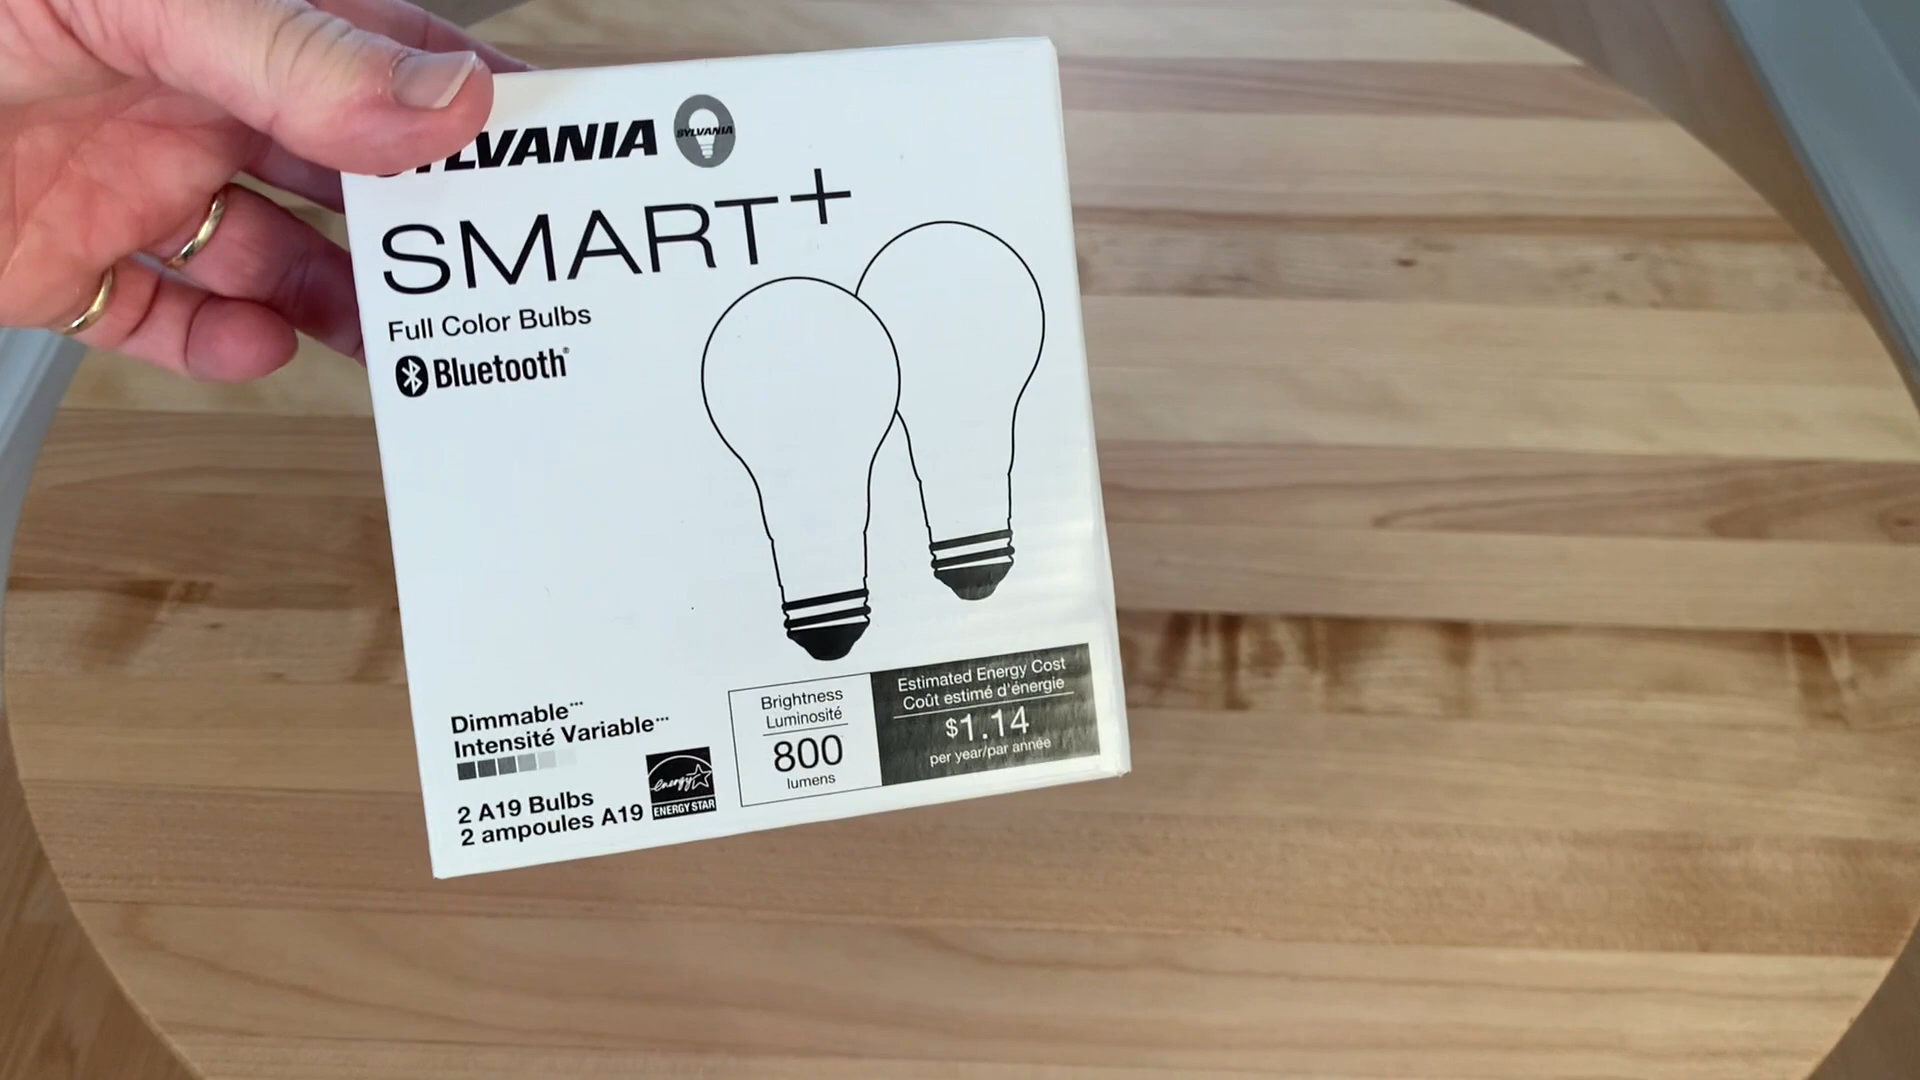 SYLVANIA SYLVANIA
SMART+
Full Color Bulbs
Bluetooth®
Dimmable***
Intensité Variable***
2 A19 Bulbs
2 ampoules A19
energy
ENERGY STAR
Brightness
Luminosité
800
lumens
Estimated Energy Cost
Coût estimé d'énergie
$1.14
per year/par année